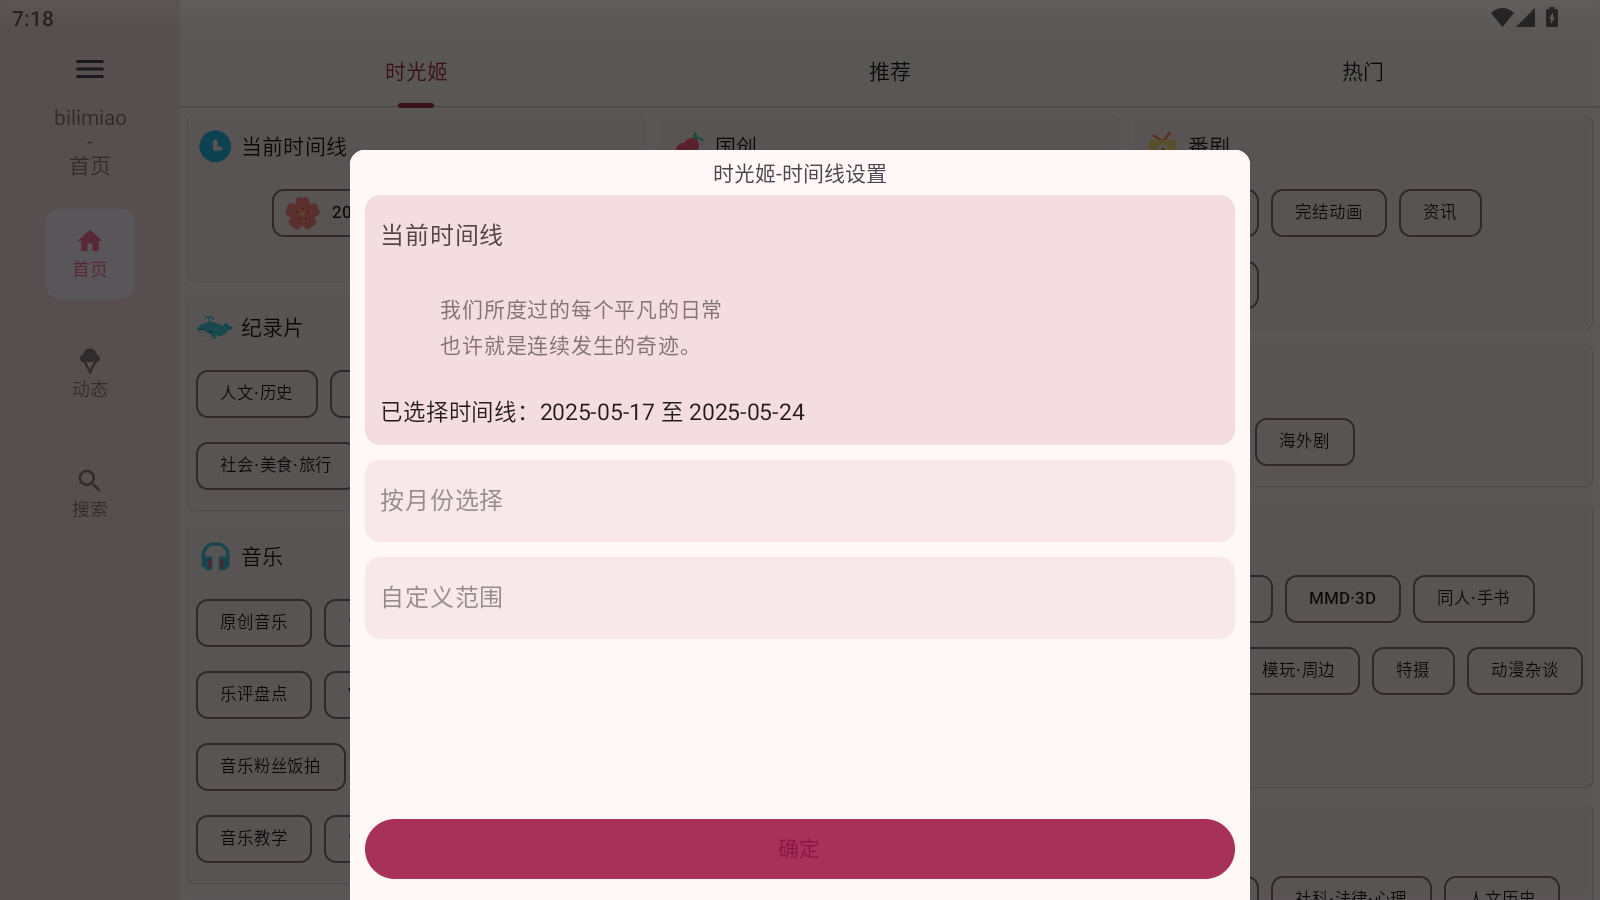 7:18
bilimiao
-
首页
首页
动态
搜索
时光姬
推荐
热门
当前时间线
国创
番剧
20
完结动画
资讯
纪录片
人文·历史
社会·美食·旅行
海外剧
音乐
原创音乐
乐评盘点
音乐粉丝饭拍
音乐教学
MMD·3D
同人·手书
模玩·周边
特摄
动漫杂谈
社科·法律·心理
人文历史
时光姬-时间线设置
当前时间线
我们所度过的每个平凡的日常
也许就是连续发生的奇迹。
已选择时间线：2025-05-17 至 2025-05-24
按月份选择
自定义范围
确定